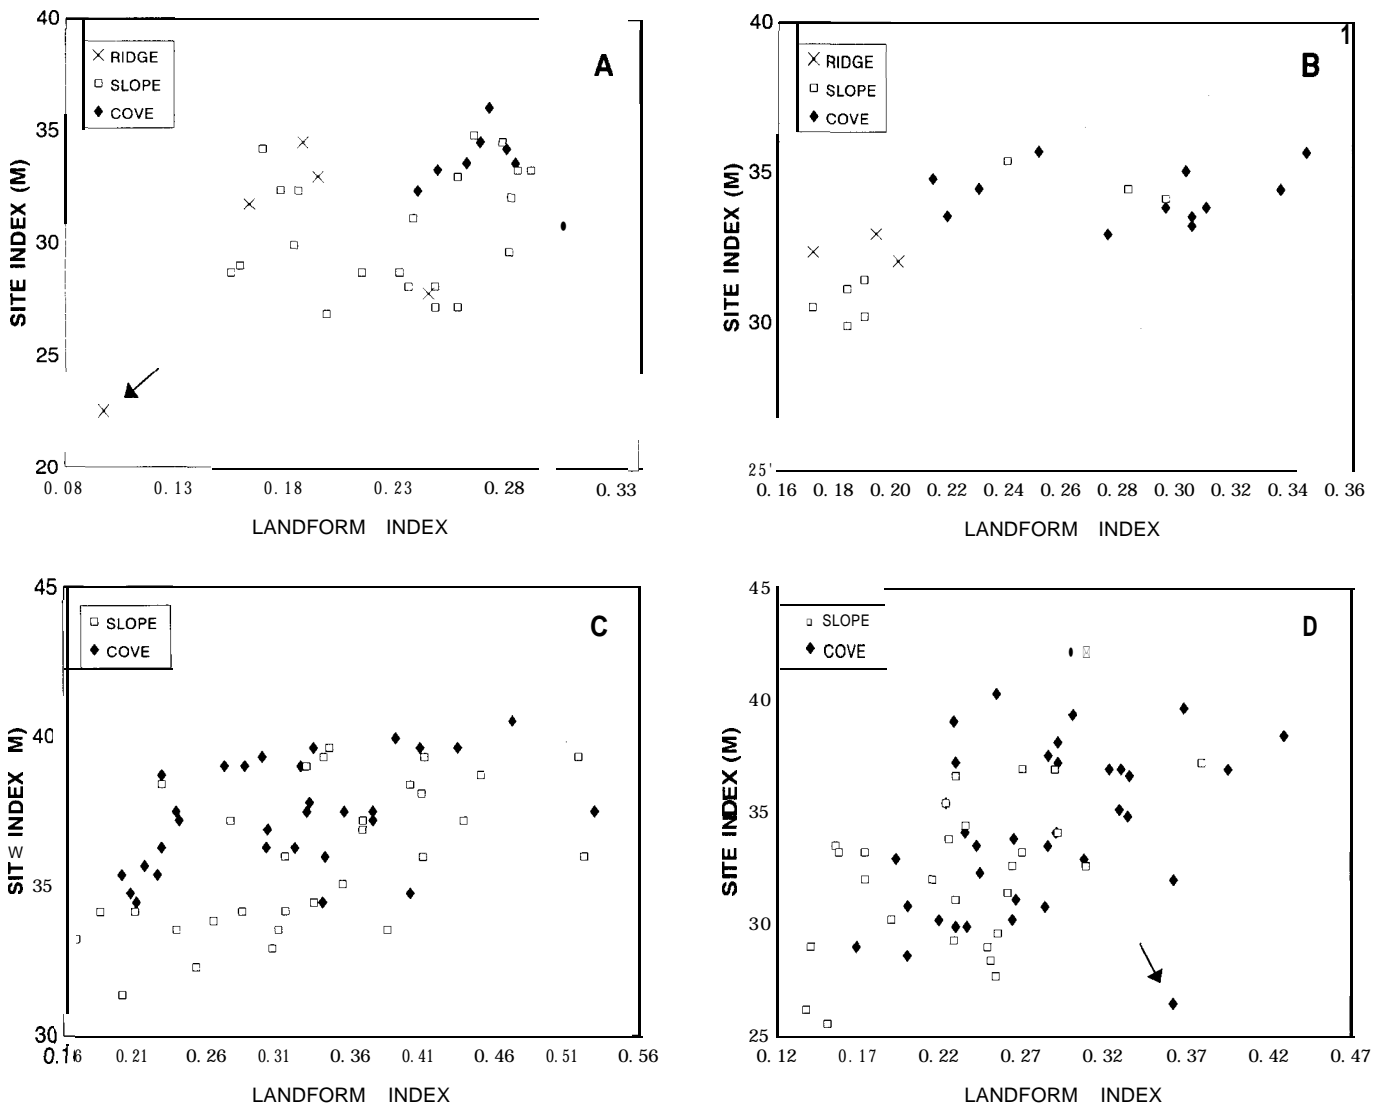 40
A
RIDGE
SLOPE
COVE
35
30
25
20
SITE INDEX (M)
0.08 0.13 0.18 0.23 0.28 0.33
LANDFORM INDEX
40
1
B
RIDGE
SLOPE
COVE
35
30
25'
SITE INDEX (M)
0.16 0.18 0.20 0.22 0.24 0.26 0.28 0.30 0.32 0.34 0.36
LANDFORM INDEX
45
C
SLOPE
COVE
40
35
30
INDEX M)
0.16 0.21 0.26 0.31 0.36 0.41 0.46 0.51 0.56
LANDFORM INDEX
45
D
SLOPE
COVE
40
35
30
25
SITE INDEX (M)
0.12 0.17 0.22 0.27 0.32 0.37 0.42 0.47
LANDFORM INDEX